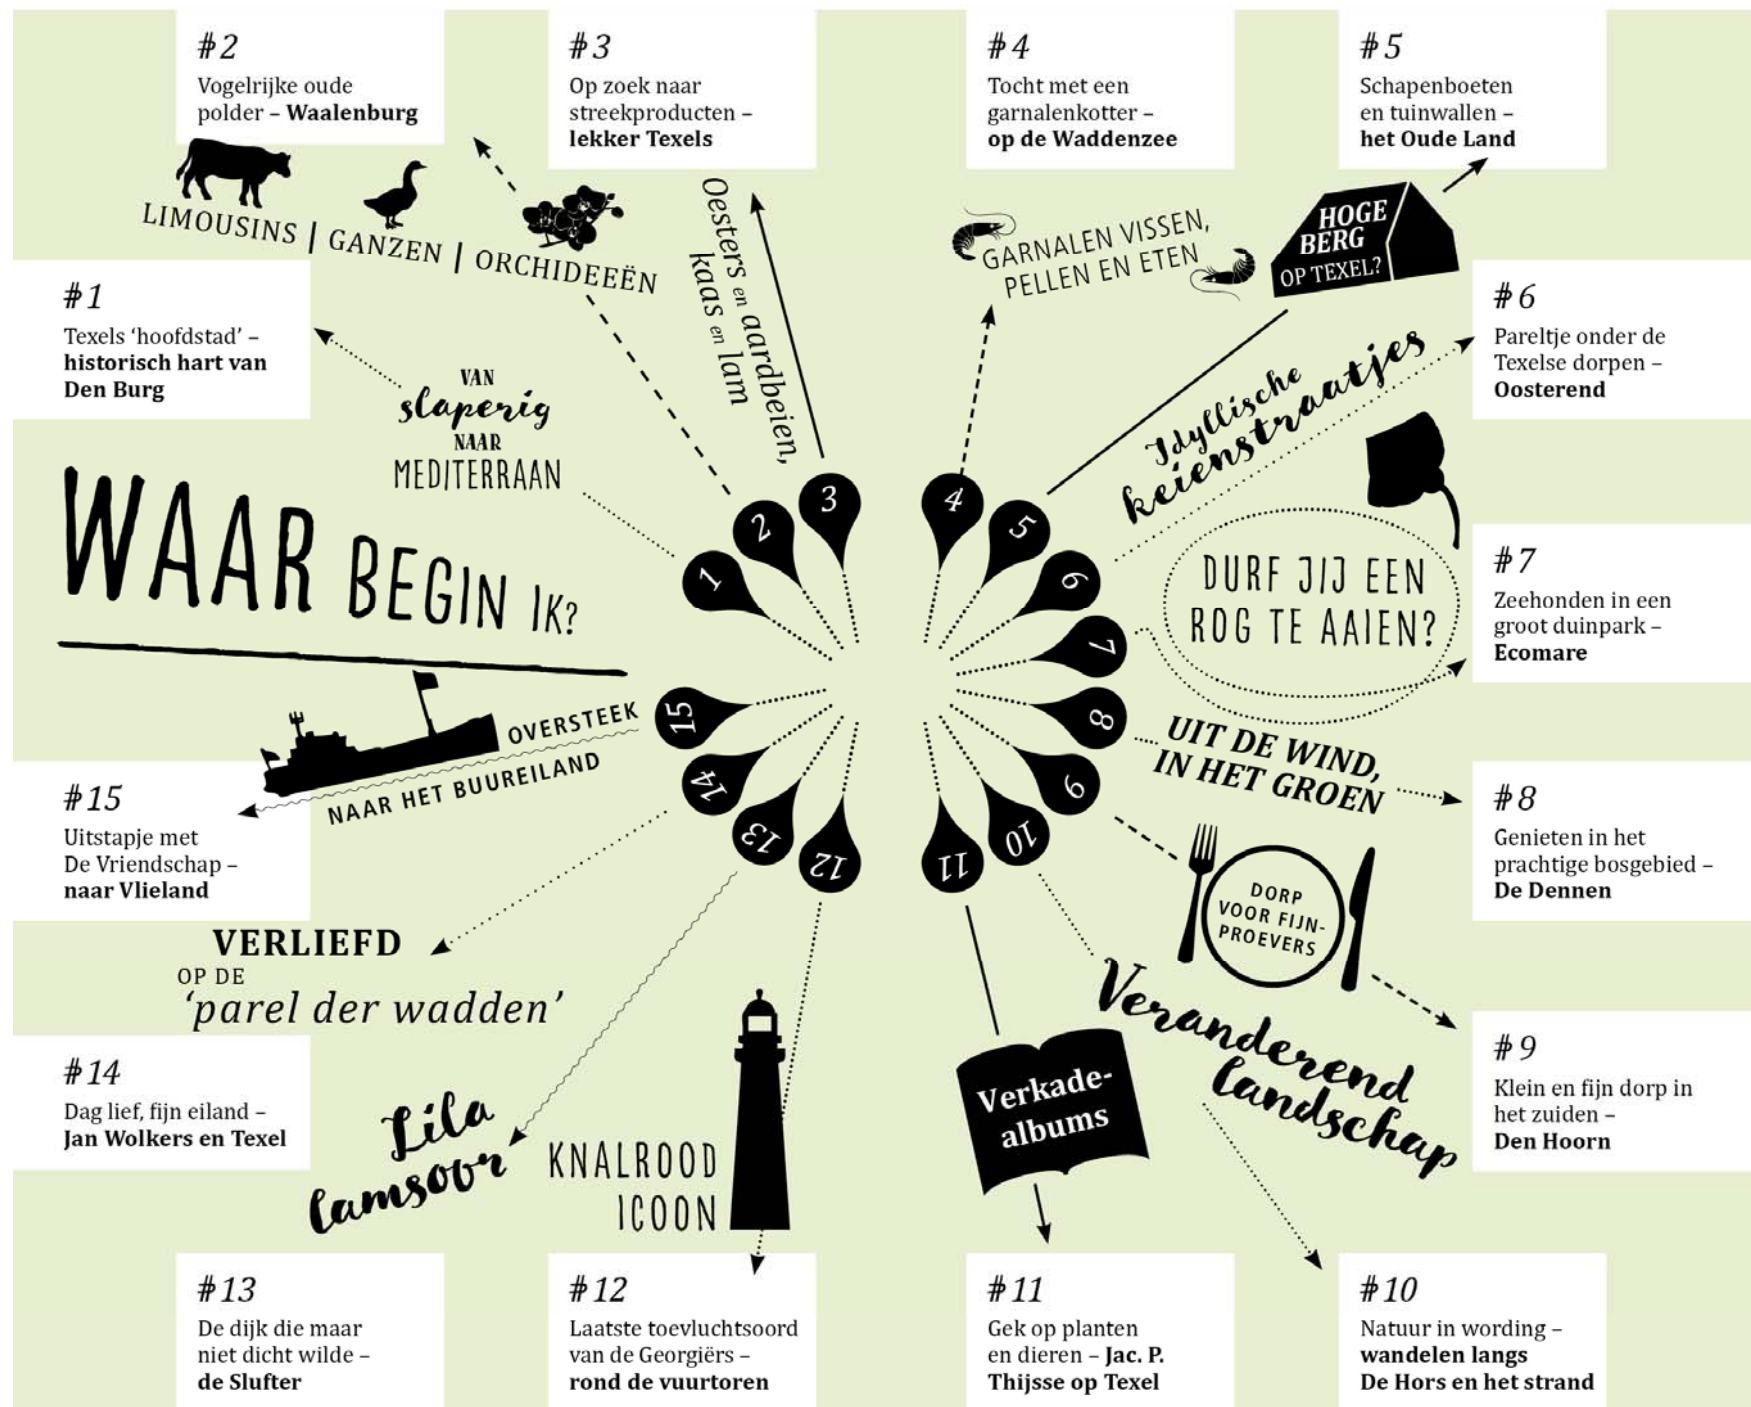 #2
Vogelrijke oude
polder – Waalenburg
#3
Op zoek naar
streekproducten –
lekker Texels
#4
Tocht met een
garnalenkotter –
op de Waddenzee
#5
Schapenboeten
en tuinwallen –
het Oude Land
LIMOUSINS | GANZEN | ORCHIDEEËN
Oesters en aardbeien,
kaas en lam
GARNALEN VISSEN,
PELLEN EN ETEN
HOGE
BERG
OP TEXEL?
#1
Texels ‘hoofdstad’ –
historisch hart van
Den Burg
VAN
slaperig
NAAR
MEDITERRAAN
Idyllische
keienstraatjes
#6
Pareltje onder de
Texelse dorpen –
Oosterend
WAAR BEGIN IK?
1
2
3
4
5
6
7
8
9
10
11
12
13
14
15
DURF JIJ EEN
ROG TE AAIEN?
#7
Zeehonden in een
groot duinpark –
Ecomare
OVERSTEEK
NAAR HET BUUREILAND
UIT DE WIND,
IN HET GROEN
#15
Uitstapje met
De Vriendschap –
naar Vlieland
#8
Genieten in het
prachtige bosgebied –
De Dennen
DORP
VOOR FIJN-
PROEVERS
VERLIEFD
OP DE
‘parel der wadden’
Veranderend
landschap
#9
Klein en fijn dorp in
het zuiden –
Den Hoorn
#14
Dag lief, fijn eiland –
Jan Wolkers en Texel
Lila
lamsoor
KNALROOD
ICOON
Verkade-
albums
#13
De dijk die maar
niet dicht wilde –
de Slufter
#12
Laatste toevluchtsoord
van de Georgiërs –
rond de vuurtoren
#11
Gek op planten
en dieren – Jac. P.
Thijsse op Texel
#10
Natuur in wording –
wandelen langs
De Hors en het strand